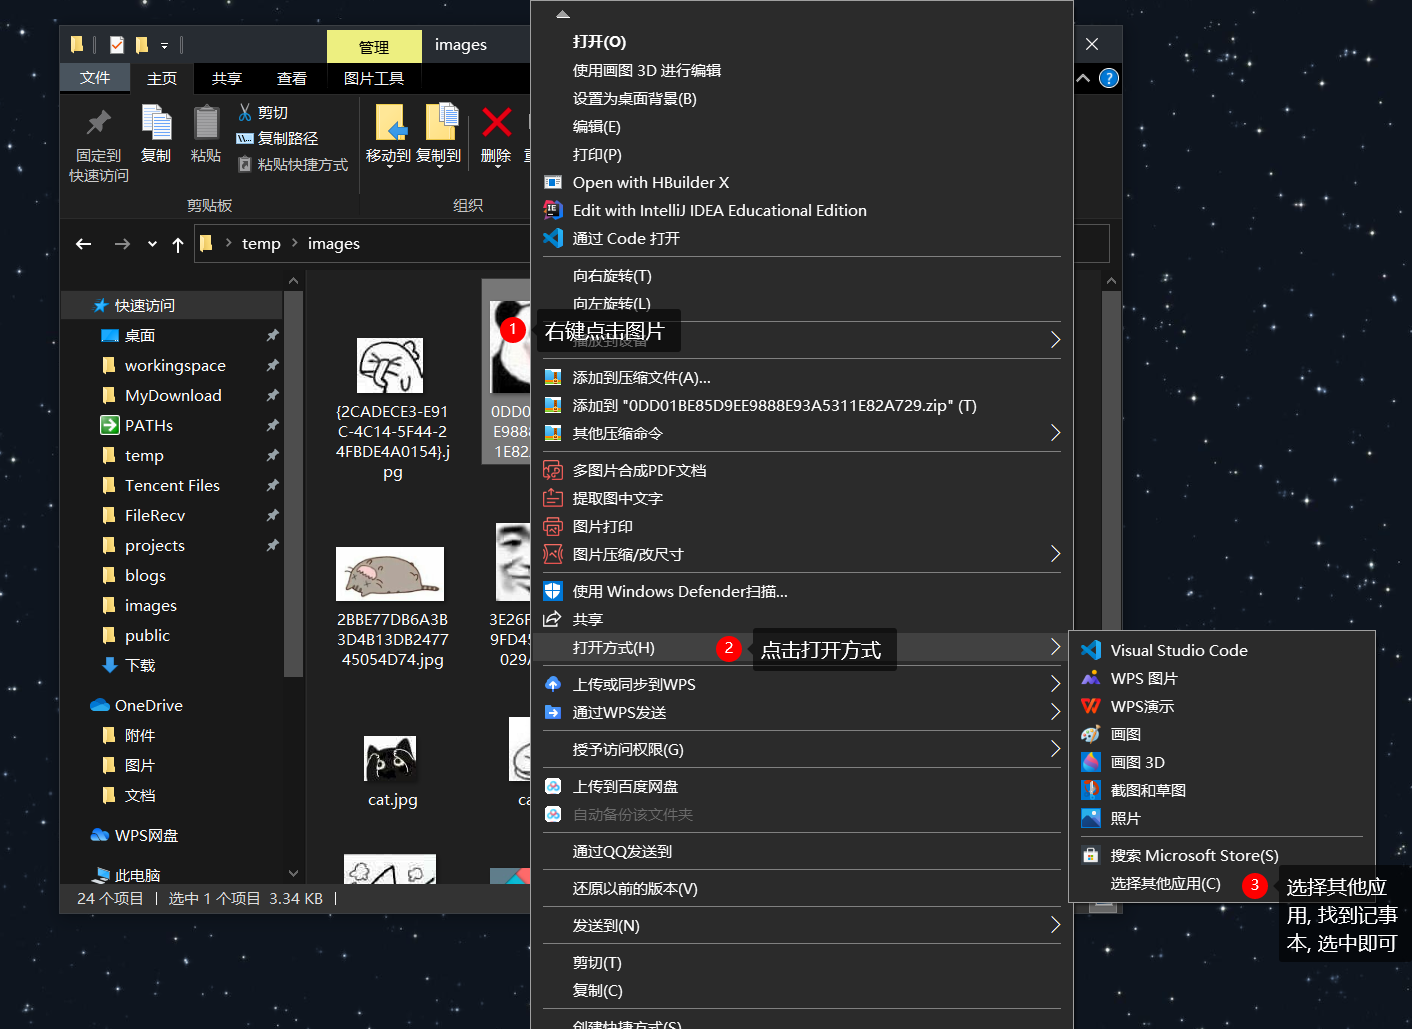 管理
images
文件
主页
共享
查看
图片工具
固定到
快速访问
复制
粘贴
剪切
复制路径
粘贴快捷方式
移动到
复制到
删除
剪贴板
组织
temp
images
快速访问
桌面
workingspace
MyDownload
PATHs
temp
Tencent Files
FileRecv
projects
blogs
images
public
下载
OneDrive
附件
图片
文档
WPS网盘
此电脑
{2CADECE3-E91
C-4C14-5F44-2
4FBDE4A0154}.j
pg
0DD0
E988
1E82
2BBE77DB6A3B
3D4B13DB2477
45054D74.jpg
3E26F
9FD45
029A
cat.jpg
ca
24 个项目
选中 1 个项目 3.34 KB
打开(O)
使用画图 3D 进行编辑
设置为桌面背景(B)
编辑(E)
打印(P)
Open with HBuilder X
Edit with IntelliJ IDEA Educational Edition
通过 Code 打开
向右旋转(T)
向左旋转(L)
1
右键点击图片
播放到设备
添加到压缩文件(A)...
添加到 "0DD01BE85D9EE9888E93A5311E82A729.zip" (T)
其他压缩命令
多图片合成PDF文档
提取图中文字
图片打印
图片压缩/改尺寸
使用 Windows Defender扫描...
共享
打开方式(H)
2
点击打开方式
上传或同步到WPS
通过WPS发送
授予访问权限(G)
上传到百度网盘
自动备份该文件夹
通过QQ发送到
还原以前的版本(V)
发送到(N)
剪切(T)
复制(C)
创建快捷方式(S)
Visual Studio Code
WPS 图片
WPS演示
画图
画图 3D
截图和草图
照片
搜索 Microsoft Store(S)
选择其他应用(C)
3
选择其他应
用, 找到记事
本, 选中即可